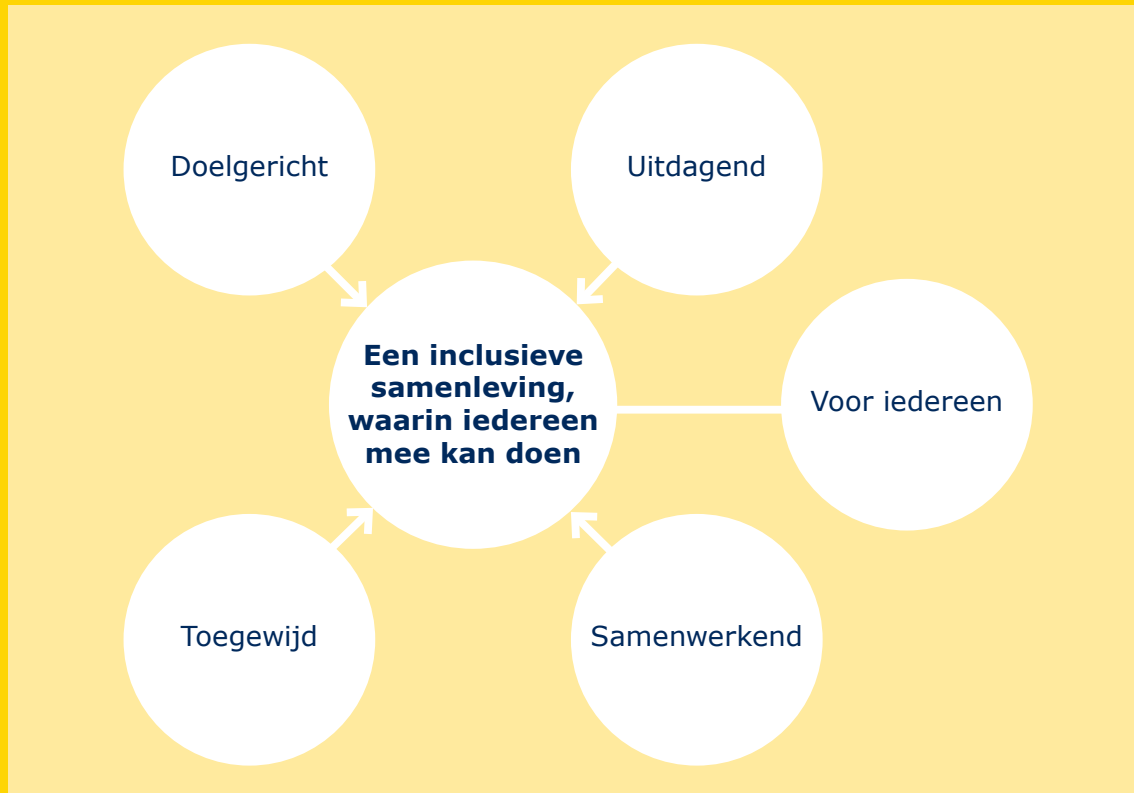 Doelgericht
Uitdagend
Een inclusieve
samenleving,
waarin iedereen
mee kan doen
Voor iedereen
Toegewijd
Samenwerkend